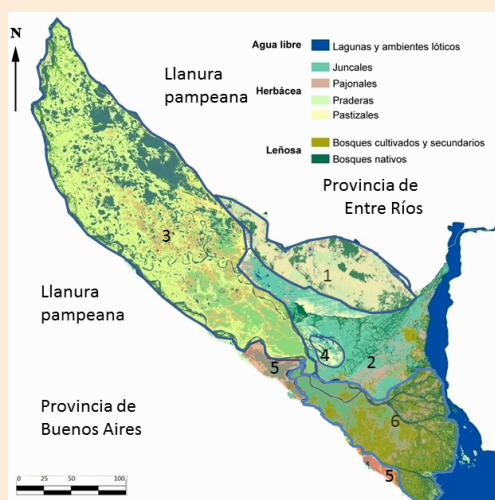 N
Llanura
pampeana
Agua libre
Lagunas y ambientes lóticos
Herbácea
Juncales
Pajonales
Praderas
Pastizales
Leñosa
Bosques cultivados y secundarios
Bosques nativos
Provincia de
Entre Ríos
3
1
Llanura
pampeana
4
2
5
6
Provincia de
Buenos Aires
5
0 25 50 100